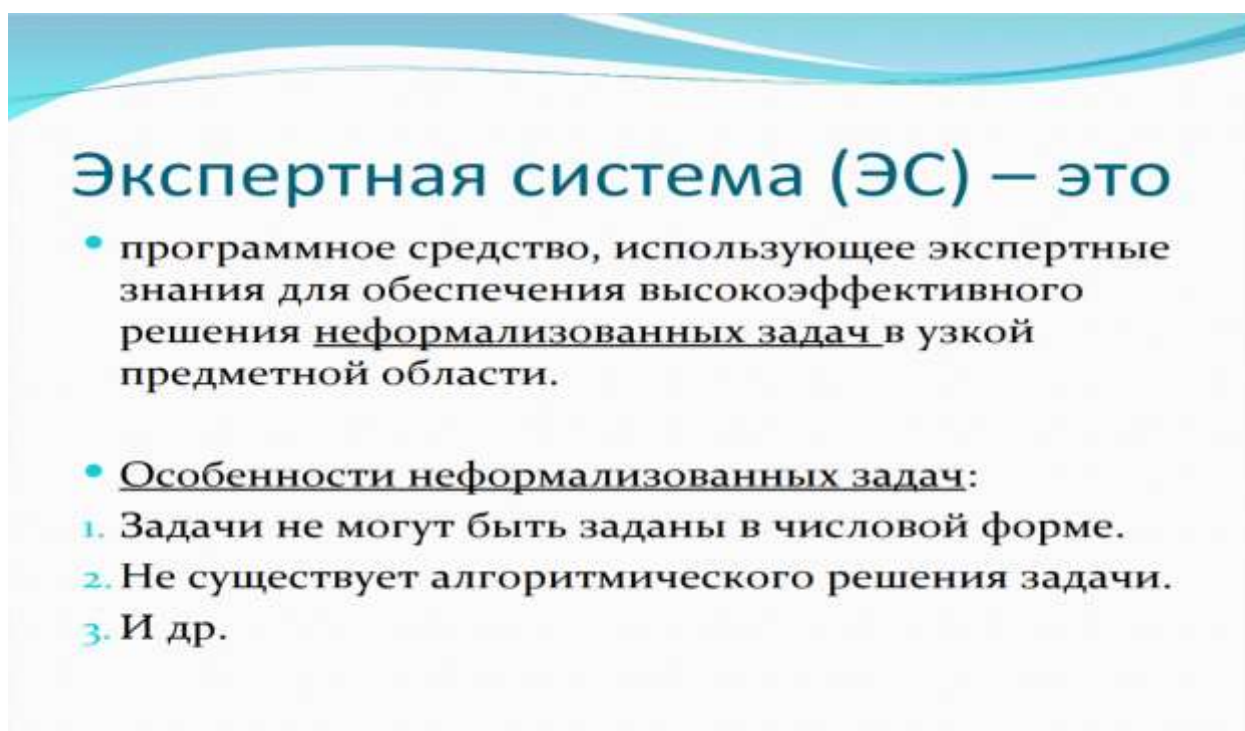 Экспертная система (ЭС) – это
• программное средство, использующее экспертные
знания для обеспечения высокоэффективного
решения неформализованных задач в узкой
предметной области.
• Особенности неформализованных задач:
1. Задачи не могут быть заданы в числовой форме.
2. Не существует алгоритмического решения задачи.
3. И др.